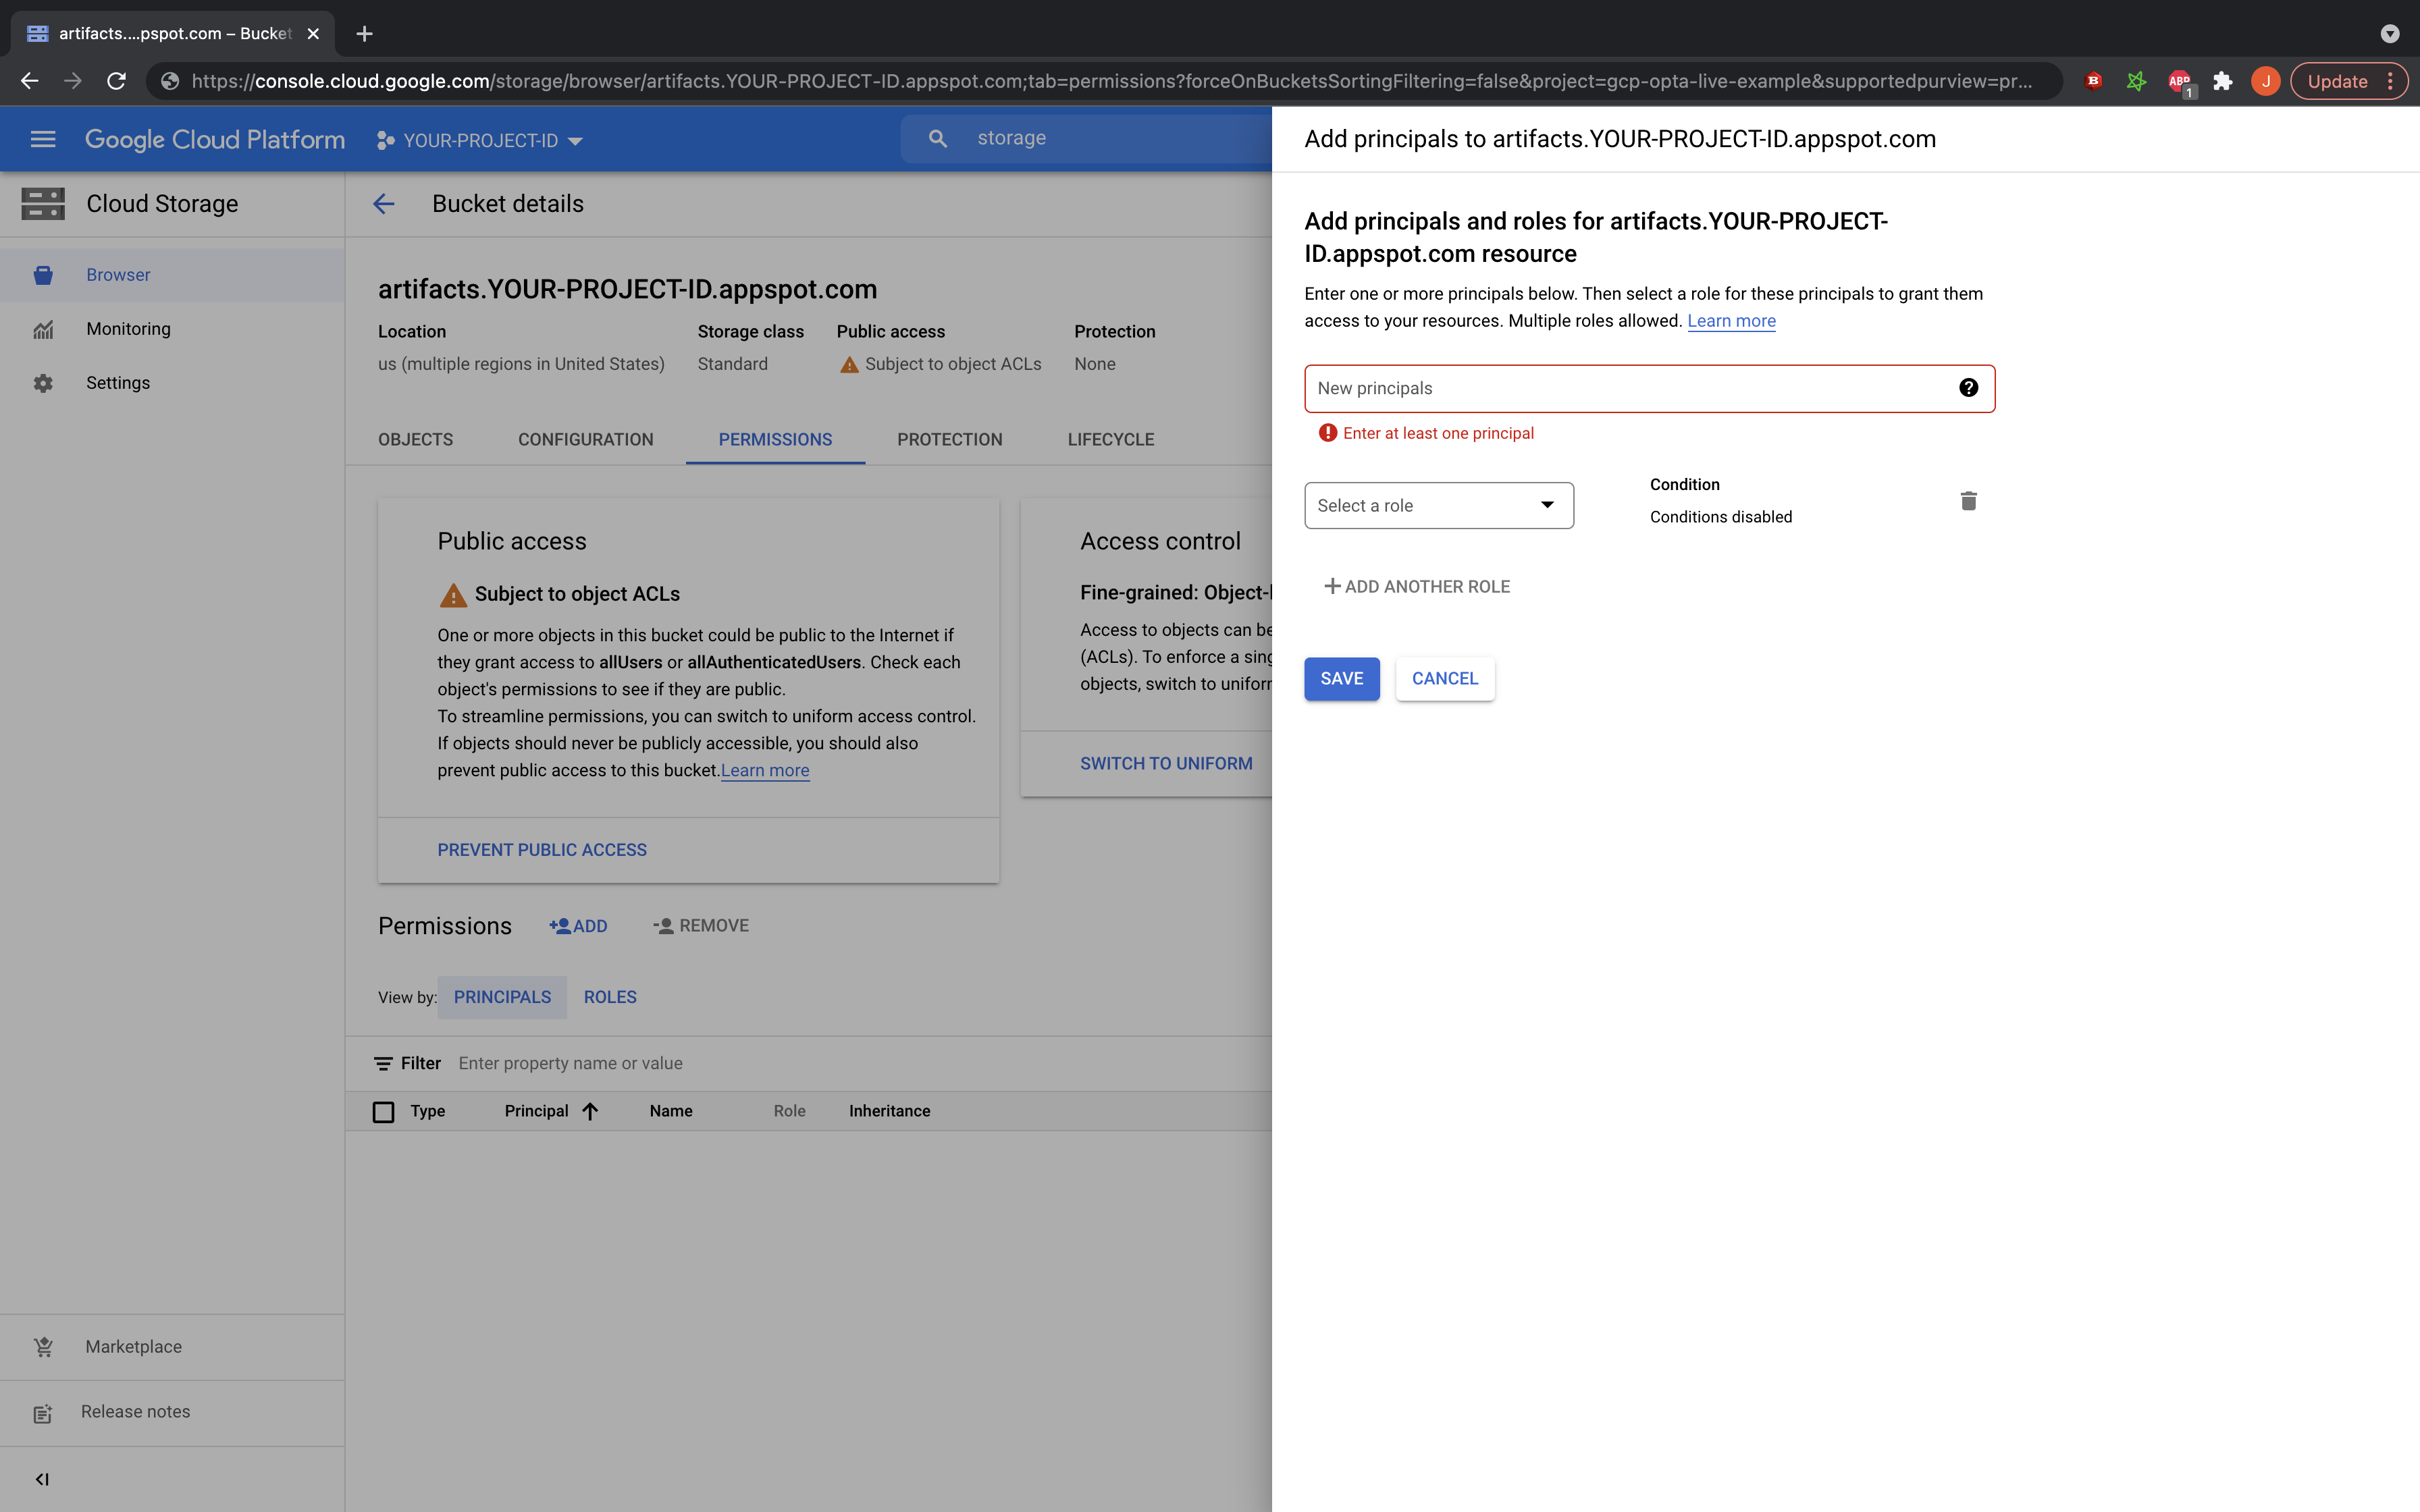 artifacts....pspot.com – Bucket
https://console.cloud.google.com/storage/browser/artifacts.YOUR-PROJECT-ID.appspot.com;tab=permissions?forceOnBucketsSortingFiltering=false&project=gcp-opta-live-example&supportedpurview=pr...
ABP
1
J
Update
Google Cloud Platform
YOUR-PROJECT-ID
storage
Cloud Storage
Browser
Monitoring
Settings
Marketplace
Release notes
Bucket details
artifacts.YOUR-PROJECT-ID.appspot.com
Location
us (multiple regions in United States)
Storage class
Standard
Public access
Subject to object ACLs
Protection
None
OBJECTS
CONFIGURATION
PERMISSIONS
PROTECTION
LIFECYCLE
Public access
Subject to object ACLs
One or more objects in this bucket could be public to the Internet if
they grant access to allUsers or allAuthenticatedUsers. Check each
object's permissions to see if they are public.
To streamline permissions, you can switch to uniform access control.
If objects should never be publicly accessible, you should also
prevent public access to this bucket.Learn more
PREVENT PUBLIC ACCESS
Access control
Fine-grained: Object-
Access to objects can be
(ACLs). To enforce a sing
objects, switch to unifor
SWITCH TO UNIFORM
Permissions
ADD
REMOVE
View by:
PRINCIPALS
ROLES
Filter
Enter property name or value
Type
Principal
Name
Role
Inheritance
Add principals to artifacts.YOUR-PROJECT-ID.appspot.com
Add principals and roles for artifacts.YOUR-PROJECT-
ID.appspot.com resource
Enter one or more principals below. Then select a role for these principals to grant them
access to your resources. Multiple roles allowed. Learn more
New principals
Enter at least one principal
Select a role
Condition
Conditions disabled
ADD ANOTHER ROLE
SAVE
CANCEL